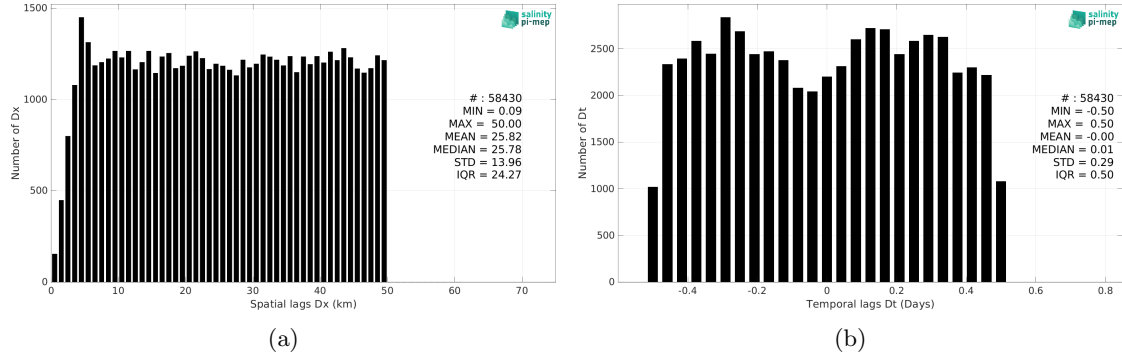 salinity
pi-mep
1500
1000
500
0
Number of Dx
# : 58430
MIN = 0.09
MAX = 50.00
MEAN = 25.82
MEDIAN = 25.78
STD = 13.96
IQR = 24.27
0 10 20 30 40 50 60 70
Spatial lags Dx (km)
(a)
salinity
pi-mep
2500
2000
1500
1000
500
0
Number of Dt
# : 58430
MIN = -0.50
MAX = 0.50
MEAN = -0.00
MEDIAN = 0.01
STD = 0.29
IQR = 0.50
-0.4 -0.2 0 0.2 0.4 0.6 0.8
Temporal lags Dt (Days)
(b)